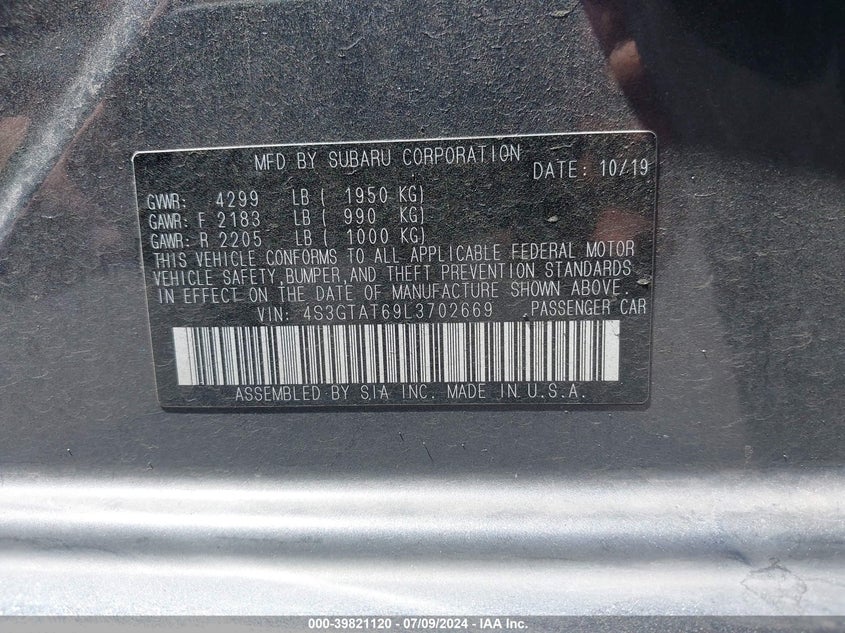 MFD BY SUBARU CORPORATION DATE: 10/19
GVWR: 4299 LB ( 1950 KG)
GAWR: F 2183 LB ( 990 KG)
GAWR: R 2205 LB ( 1000 KG)
THIS VEHICLE CONFORMS TO ALL APPLICABLE FEDERAL MOTOR
VEHICLE SAFETY, BUMPER, AND THEFT PREVENTION STANDARDS
IN EFFECT ON THE DATE OF MANUFACTURE SHOWN ABOVE.
VIN: 4S3GTAT69L3702669 PASSENGER CAR
ASSEMBLED BY SIA INC. MADE IN U.S.A.
000-39821120 - 07/09/2024 - IAA Inc.